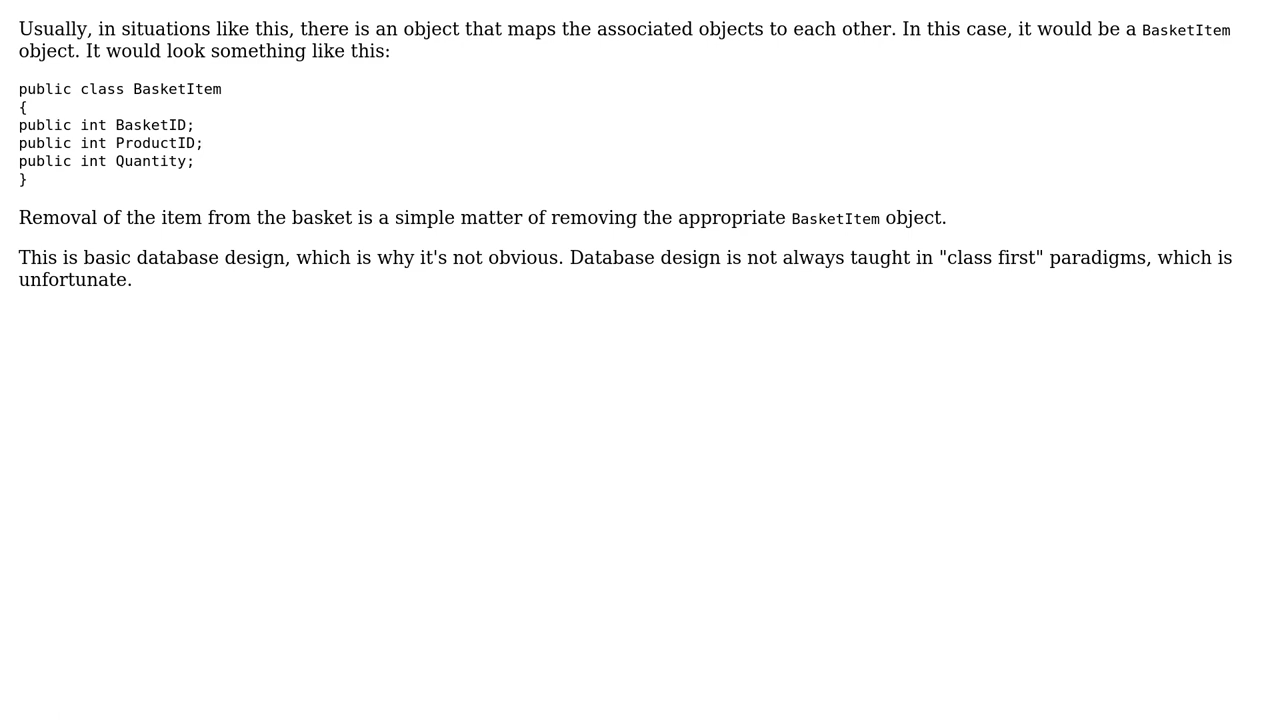 Usually, in situations like this, there is an object that maps the associated objects to each other. In this case, it would be a BasketItem
object. It would look something like this:
public class BasketItem
{
public int BasketID;
public int ProductID;
public int Quantity;
}
Removal of the item from the basket is a simple matter of removing the appropriate BasketItem object.
This is basic database design, which is why it's not obvious. Database design is not always taught in "class first" paradigms, which is
unfortunate.